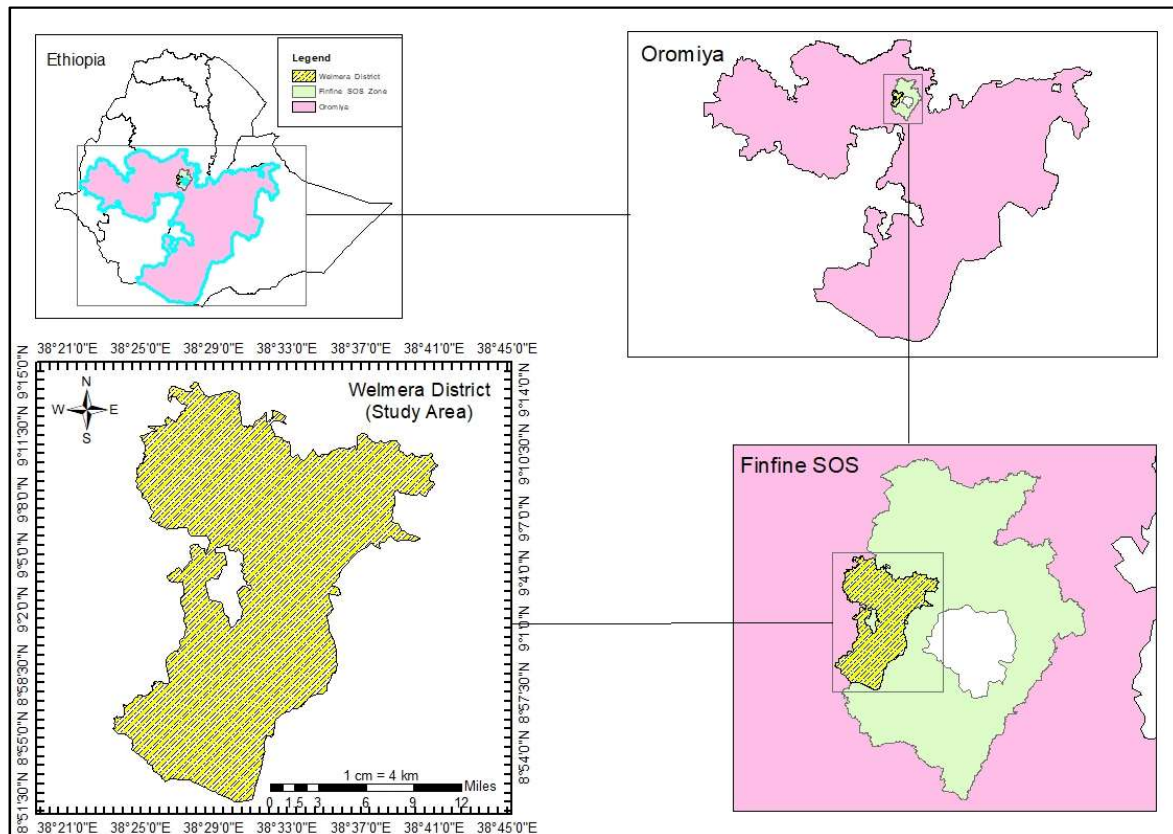 Ethiopia
Legend
Welmera District
Finfine SOS Zone
Oromiya
Oromiya
38°21'0"E 38°25'0"E 38°29'0"E 38°33'0"E 38°37'0"E 38°41'0"E 38°45'0"E
9°15'0"N
9°11'30"N
9°8'0"N
9°5'0"N
9°2'0"N
8°58'30"N
8°55'0"N
8°51'30"N
N
W E
S
Welmera District
(Study Area)
9°14'0"N
9°10'30"N
9°7'0"N
9°4'0"N
9°1'0"N
8°57'30"N
8°54'0"N
1 cm = 4 km
Miles
0 1.5 3 6 9 12
38°21'0"E 38°25'0"E 38°29'0"E 38°33'0"E 38°37'0"E 38°41'0"E 38°45'0"E
Finfine SOS